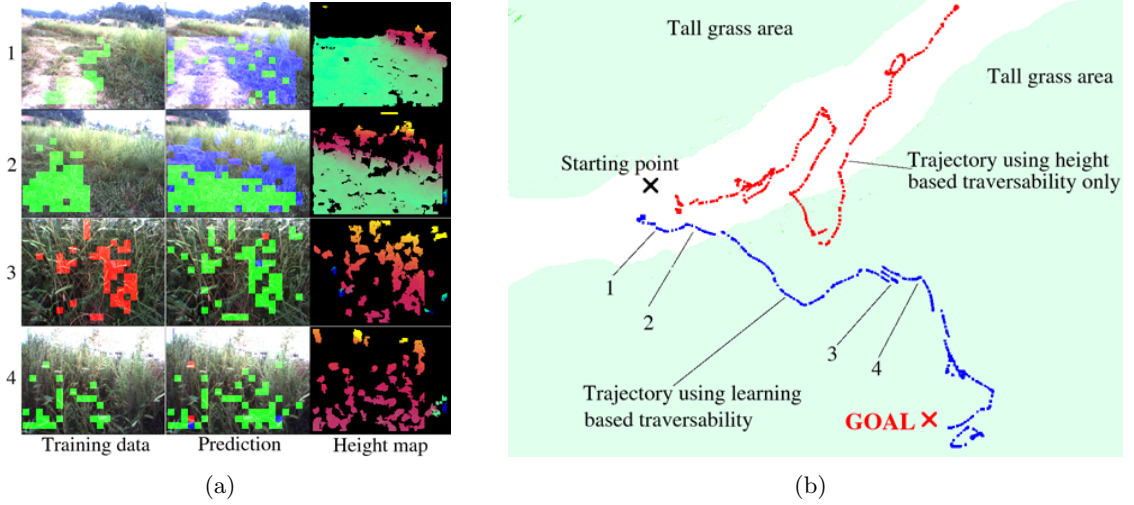 1
2
3
4
Training data
Prediction
Height map
(a)
Tall grass area
Tall grass area
Starting point
Trajectory using height
based traversability only
1
2
3
4
Trajectory using learning
based traversability
GOAL
(b)